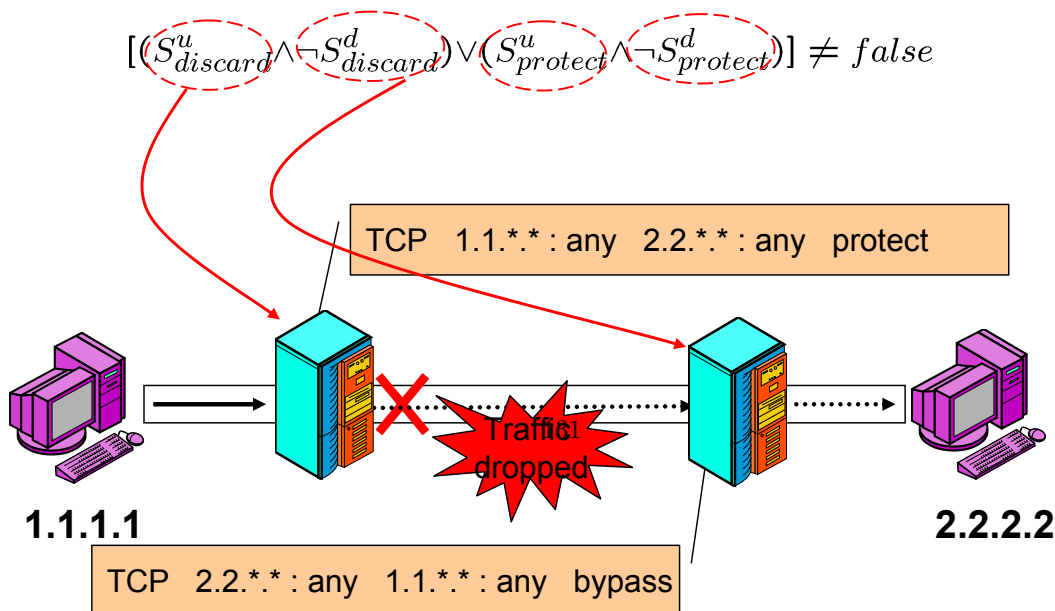 [(S^u_discard ∧ ¬S^d_discard) ∨ (S^u_protect ∧ ¬S^d_protect)] ≠ false
TCP 1.1.*.* : any 2.2.*.* : any protect
Traffic
dropped
1.1.1.1
2.2.2.2
TCP 2.2.*.* : any 1.1.*.* : any bypass